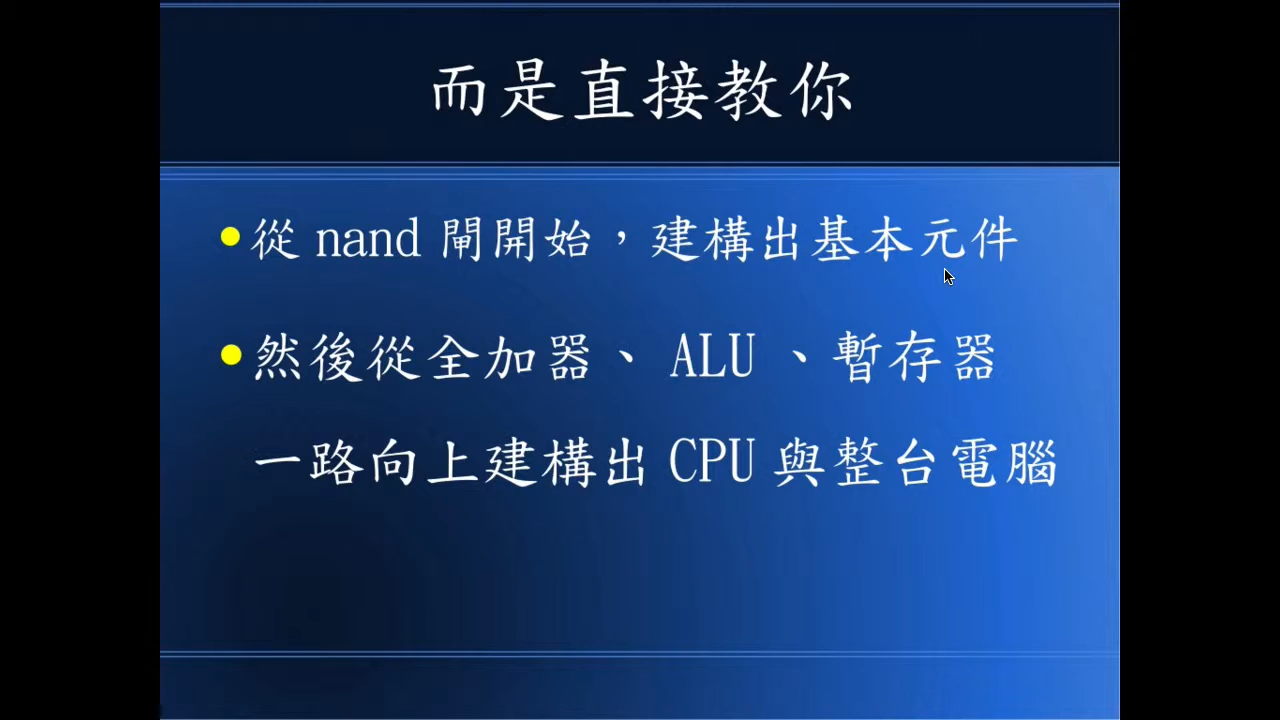 而是直接教你
從 nand 閘開始，建構出基本元件
然後從全加器、 ALU 、暫存器
一路向上建構出 CPU 與整台電腦